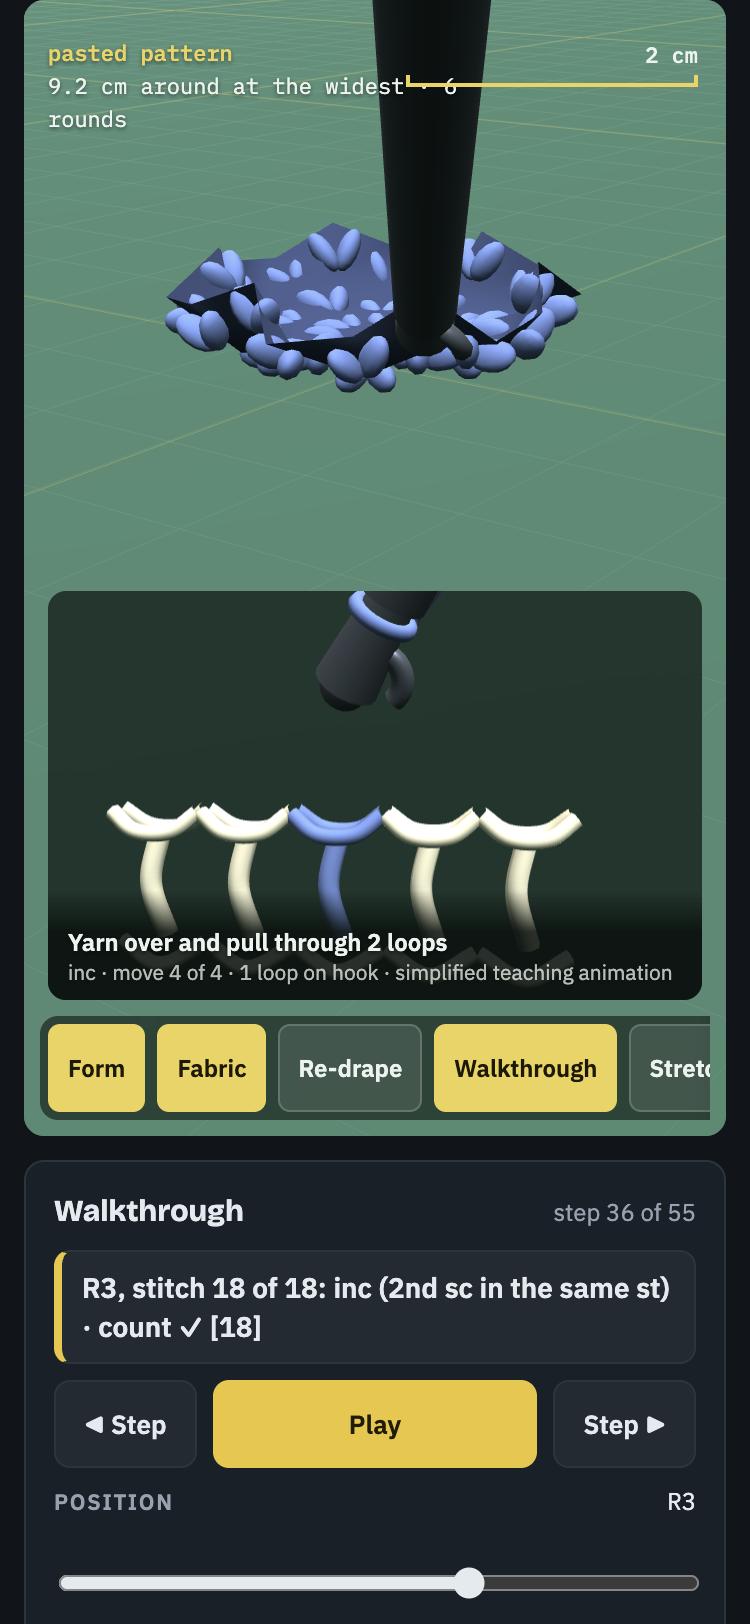 pasted pattern
2 cm
9.2 cm around at the widest · 6
rounds
Yarn over and pull through 2 loops
inc · move 4 of 4 · 1 loop on hook · simplified teaching animation
Form
Fabric
Re-drape
Walkthrough
Walkthrough
step 36 of 55
R3, stitch 18 of 18: inc (2nd sc in the same st)
· count ✓ [18]
◀ Step
Play
Step ▶
POSITION
R3